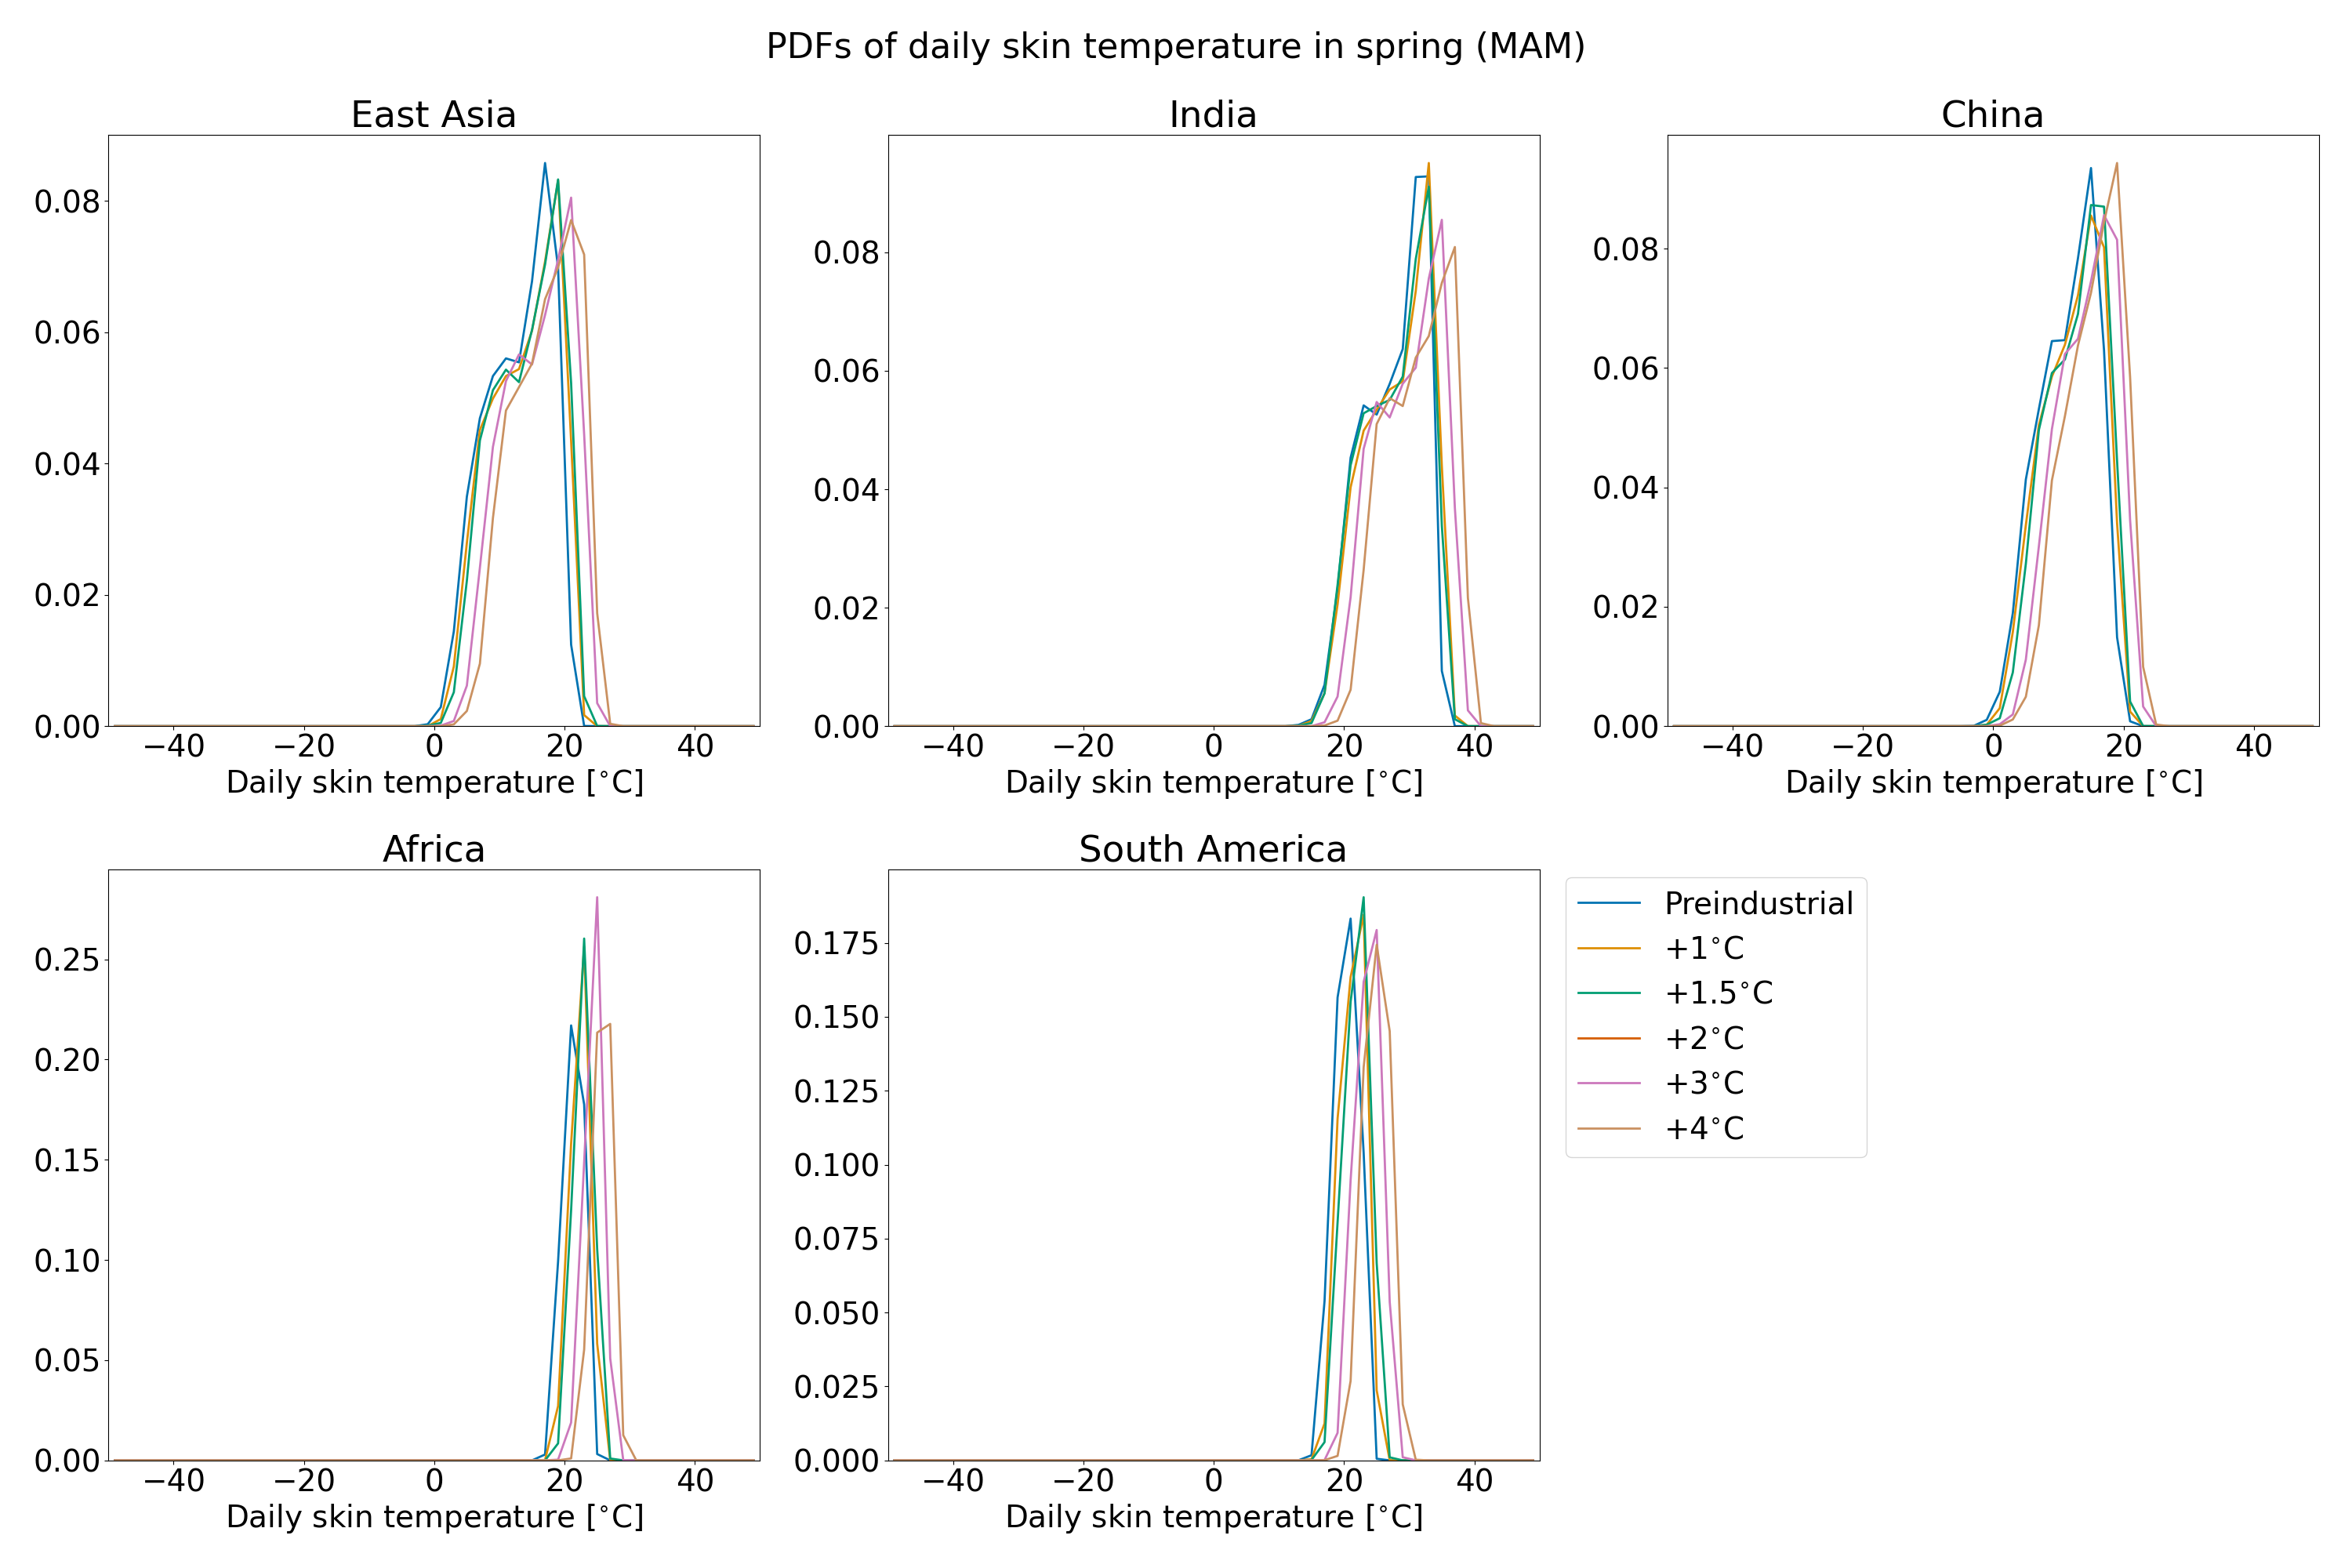 PDFs of daily skin temperature in spring (MAM)
East Asia
0.08
0.06
0.04
0.02
0.00
−40 −20 0 20 40
Daily skin temperature [°C]
India
0.08
0.06
0.04
0.02
0.00
−40 −20 0 20 40
Daily skin temperature [°C]
China
0.08
0.06
0.04
0.02
0.00
−40 −20 0 20 40
Daily skin temperature [°C]
Africa
0.25
0.20
0.15
0.10
0.05
0.00
−40 −20 0 20 40
Daily skin temperature [°C]
South America
0.175
0.150
0.125
0.100
0.075
0.050
0.025
0.000
−40 −20 0 20 40
Daily skin temperature [°C]
Preindustrial
+1°C
+1.5°C
+2°C
+3°C
+4°C